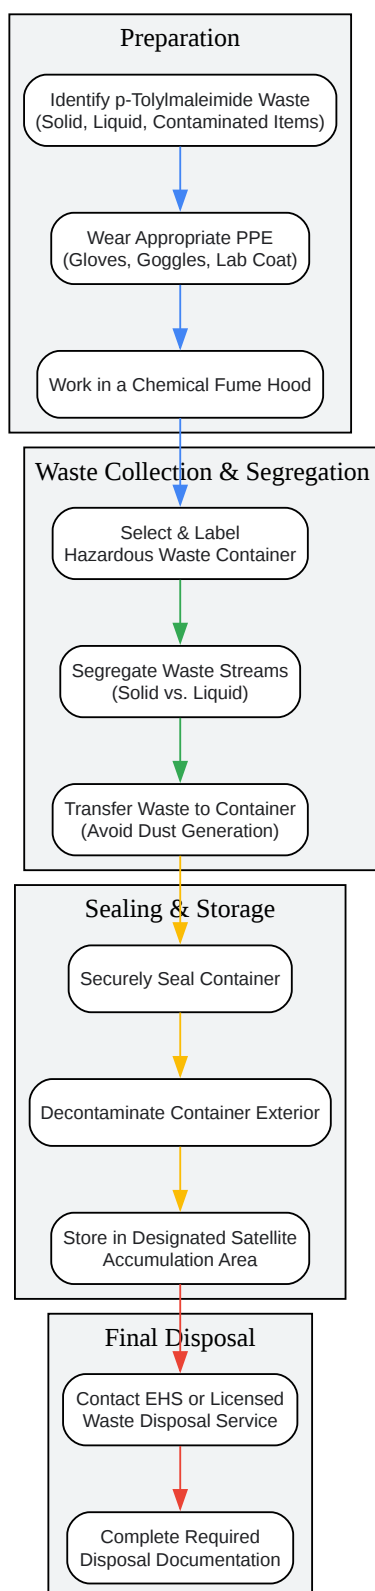 Preparation
Identify p-Tolylmaleimide Waste
(Solid, Liquid, Contaminated Items)
Wear Appropriate PPE
(Gloves, Goggles, Lab Coat)
Work in a Chemical Fume Hood
Waste Collection & Segregation
Select & Label
Hazardous Waste Container
Segregate Waste Streams
(Solid vs. Liquid)
Transfer Waste to Container
(Avoid Dust Generation)
Sealing & Storage
Securely Seal Container
Decontaminate Container Exterior
Store in Designated Satellite
Accumulation Area
Final Disposal
Contact EHS or Licensed
Waste Disposal Service
Complete Required
Disposal Documentation